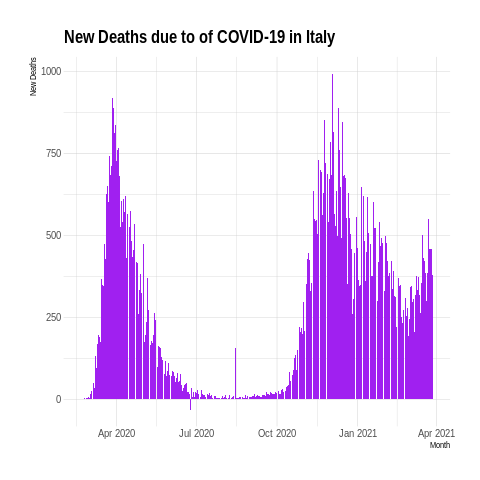 New Deaths due to of COVID-19 in Italy
New Deaths
1000
750
500
250
0
Apr 2020 Jul 2020 Oct 2020 Jan 2021 Apr 2021
Month